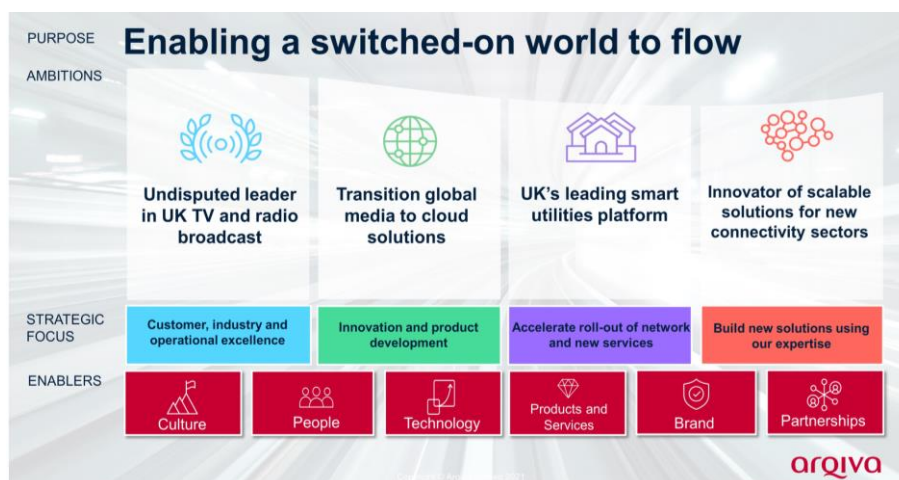 PURPOSE
Enabling a switched-on world to flow
AMBITIONS
Undisputed leader
in UK TV and radio
broadcast
Transition global
media to cloud
solutions
UK's leading smart
utilities platform
Innovator of scalable
solutions for new
connectivity sectors
STRATEGIC
FOCUS
Customer, industry and
operational excellence
Innovation and product
development
Accelerate roll-out of network
and new services
Build new solutions using
our expertise
ENABLERS
Culture
People
Technology
Products and
Services
Brand
Partnerships
arqiva